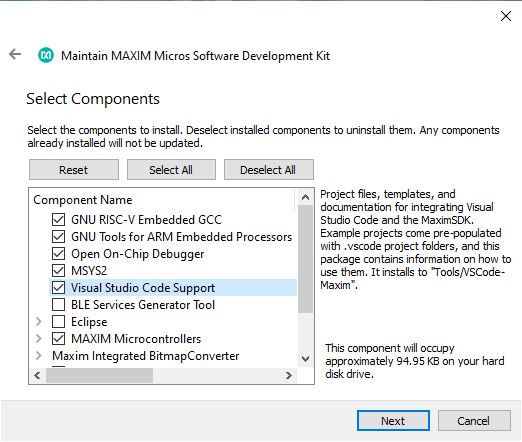 Maintain MAXIM Micros Software Development Kit
Select Components
Select the components to install. Deselect installed components to uninstall them. Any components
already installed will not be updated.
Reset
Select All
Deselect All
Component Name
GNU RISC-V Embedded GCC
GNU Tools for ARM Embedded Processors
Open On-Chip Debugger
MSYS2
Visual Studio Code Support
BLE Services Generator Tool
Eclipse
MAXIM Microcontrollers
Maxim Integrated BitmapConverter
Project files, templates, and
documentation for integrating Visual
Studio Code and the MaximSDK.
Example projects come pre-populated
with .vscode project folders, and this
package contains information on how to
use them. It installs to "Tools/VSCode-
Maxim".
This component will occupy
approximately 94.95 KB on your hard
disk drive.
Next
Cancel